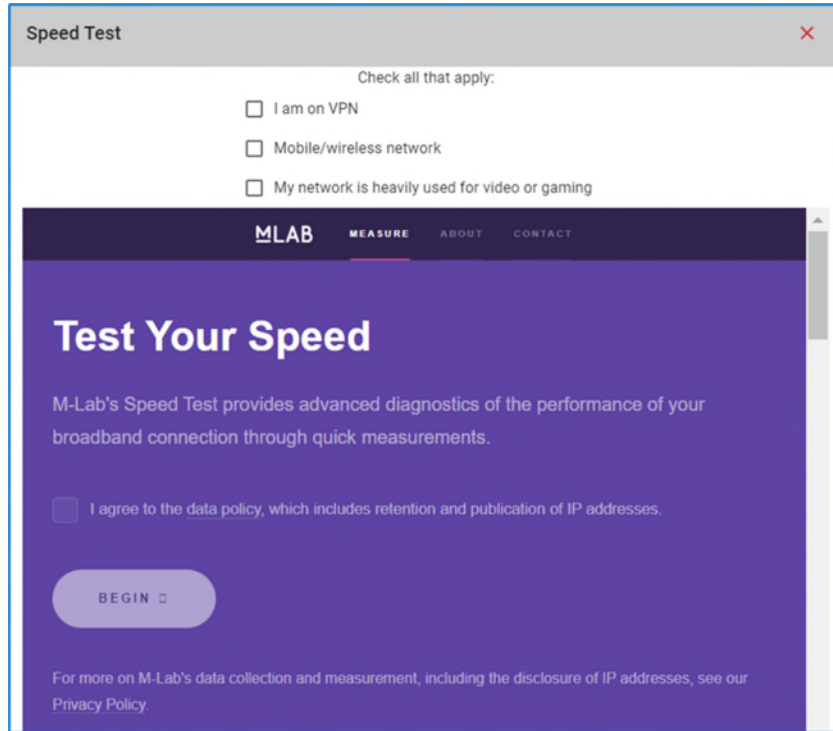 Speed Test
Check all that apply:
I am on VPN
Mobile/wireless network
My network is heavily used for video or gaming
MLAB MEASURE ABOUT CONTACT
Test Your Speed
M-Lab's Speed Test provides advanced diagnostics of the performance of your
broadband connection through quick measurements.
I agree to the data policy, which includes retention and publication of IP addresses.
BEGIN
For more on M-Lab's data collection and measurement, including the disclosure of IP addresses, see our
Privacy Policy.